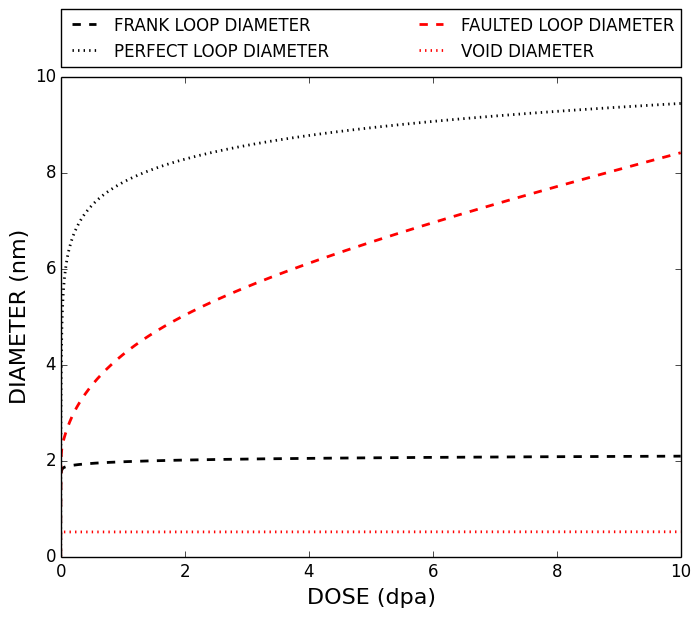 FRANK LOOP DIAMETER
PERFECT LOOP DIAMETER
FAULTED LOOP DIAMETER
VOID DIAMETER
10
8
6
4
2
0
DIAMETER (nm)
0 2 4 6 8 10
DOSE (dpa)